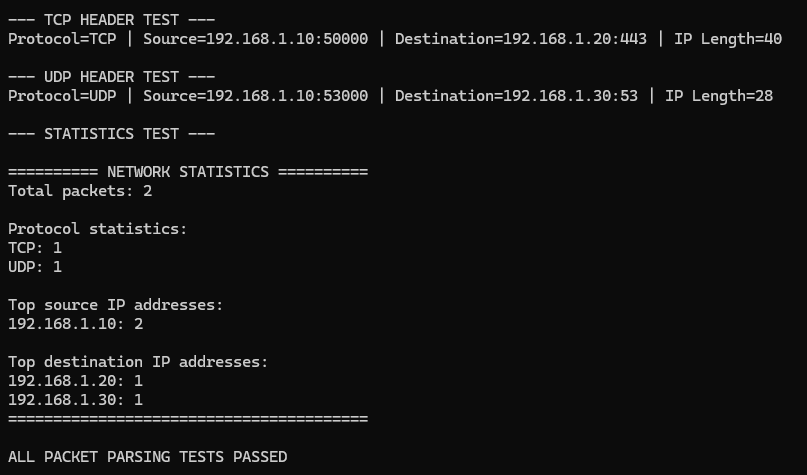 --- TCP HEADER TEST ---
Protocol=TCP | Source=192.168.1.10:50000 | Destination=192.168.1.20:443 | IP Length=40
--- UDP HEADER TEST ---
Protocol=UDP | Source=192.168.1.10:53000 | Destination=192.168.1.30:53 | IP Length=28
--- STATISTICS TEST ---
========== NETWORK STATISTICS ==========
Total packets: 2
Protocol statistics:
TCP: 1
UDP: 1
Top source IP addresses:
192.168.1.10: 2
Top destination IP addresses:
192.168.1.20: 1
192.168.1.30: 1
========================================
ALL PACKET PARSING TESTS PASSED